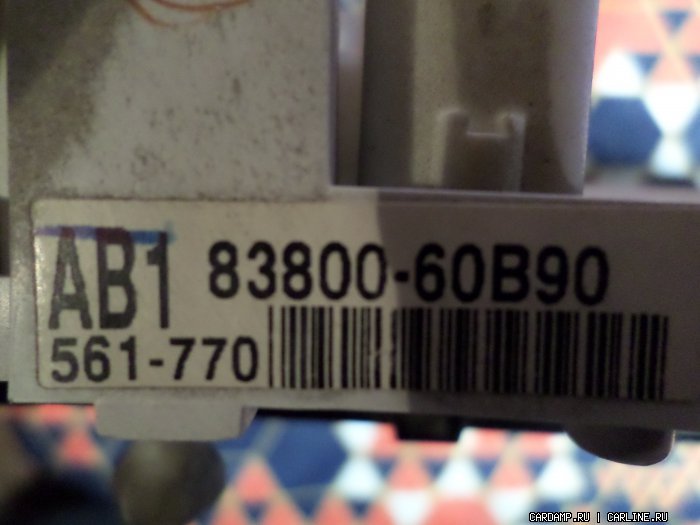 AB1 83800-60B90
561-770
CARDAMP.RU | CARLINE.RU